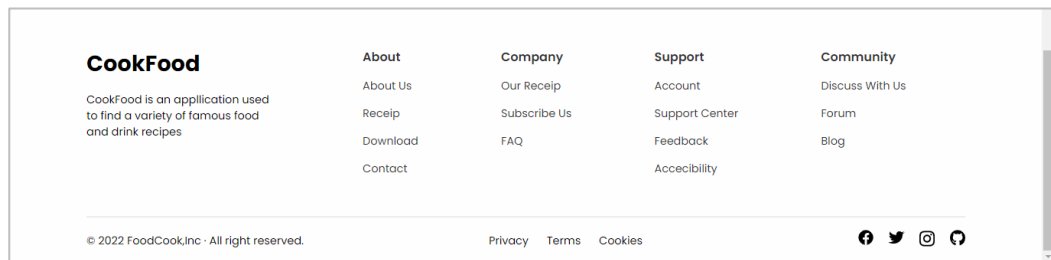 CookFood
CookFood is an appllication used
to find a variety of famous food
and drink recipes
About
About Us
Receip
Download
Contact
Company
Our Receip
Subscribe Us
FAQ
Support
Account
Support Center
Feedback
Accecibility
Community
Discuss With Us
Forum
Blog
© 2022 FoodCook,Inc · All right reserved.
Privacy Terms Cookies